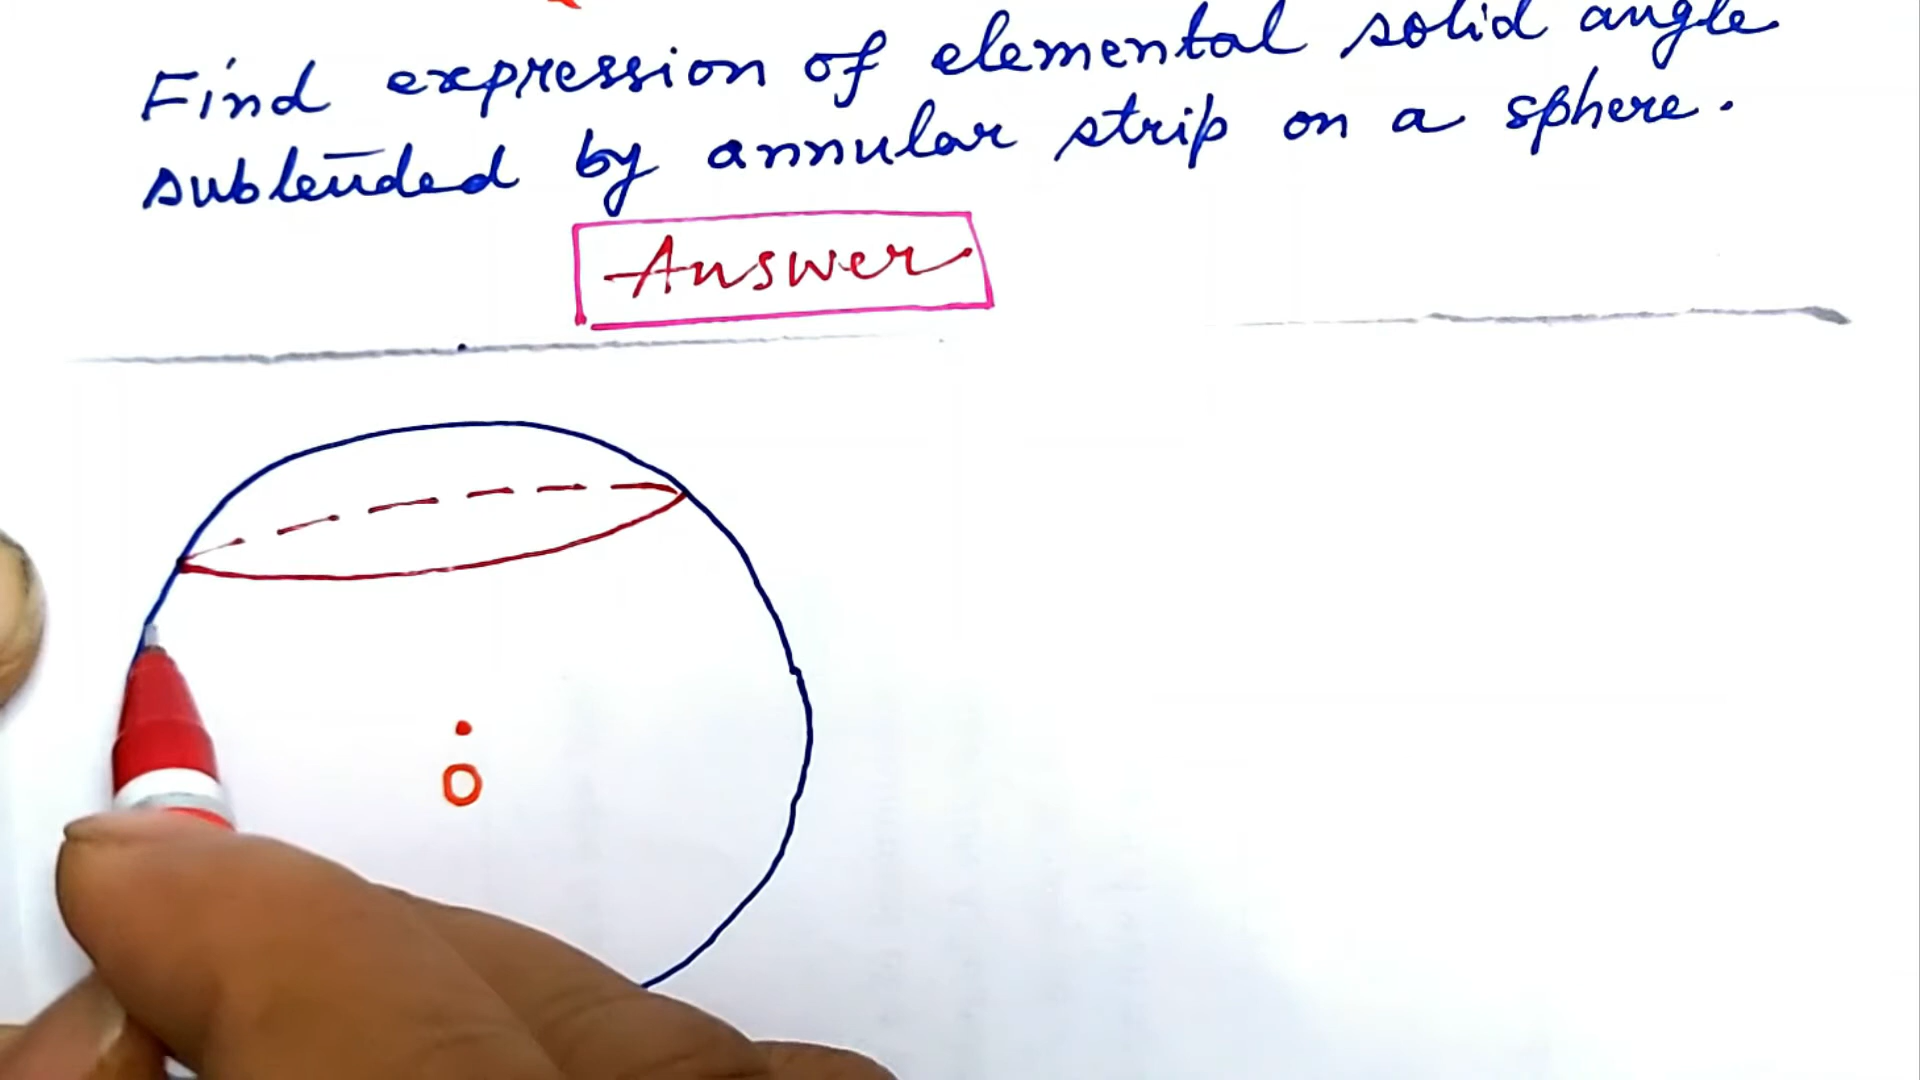 Find expression of elemental solid angle
subtended by annular strip on a sphere.
Answer
O